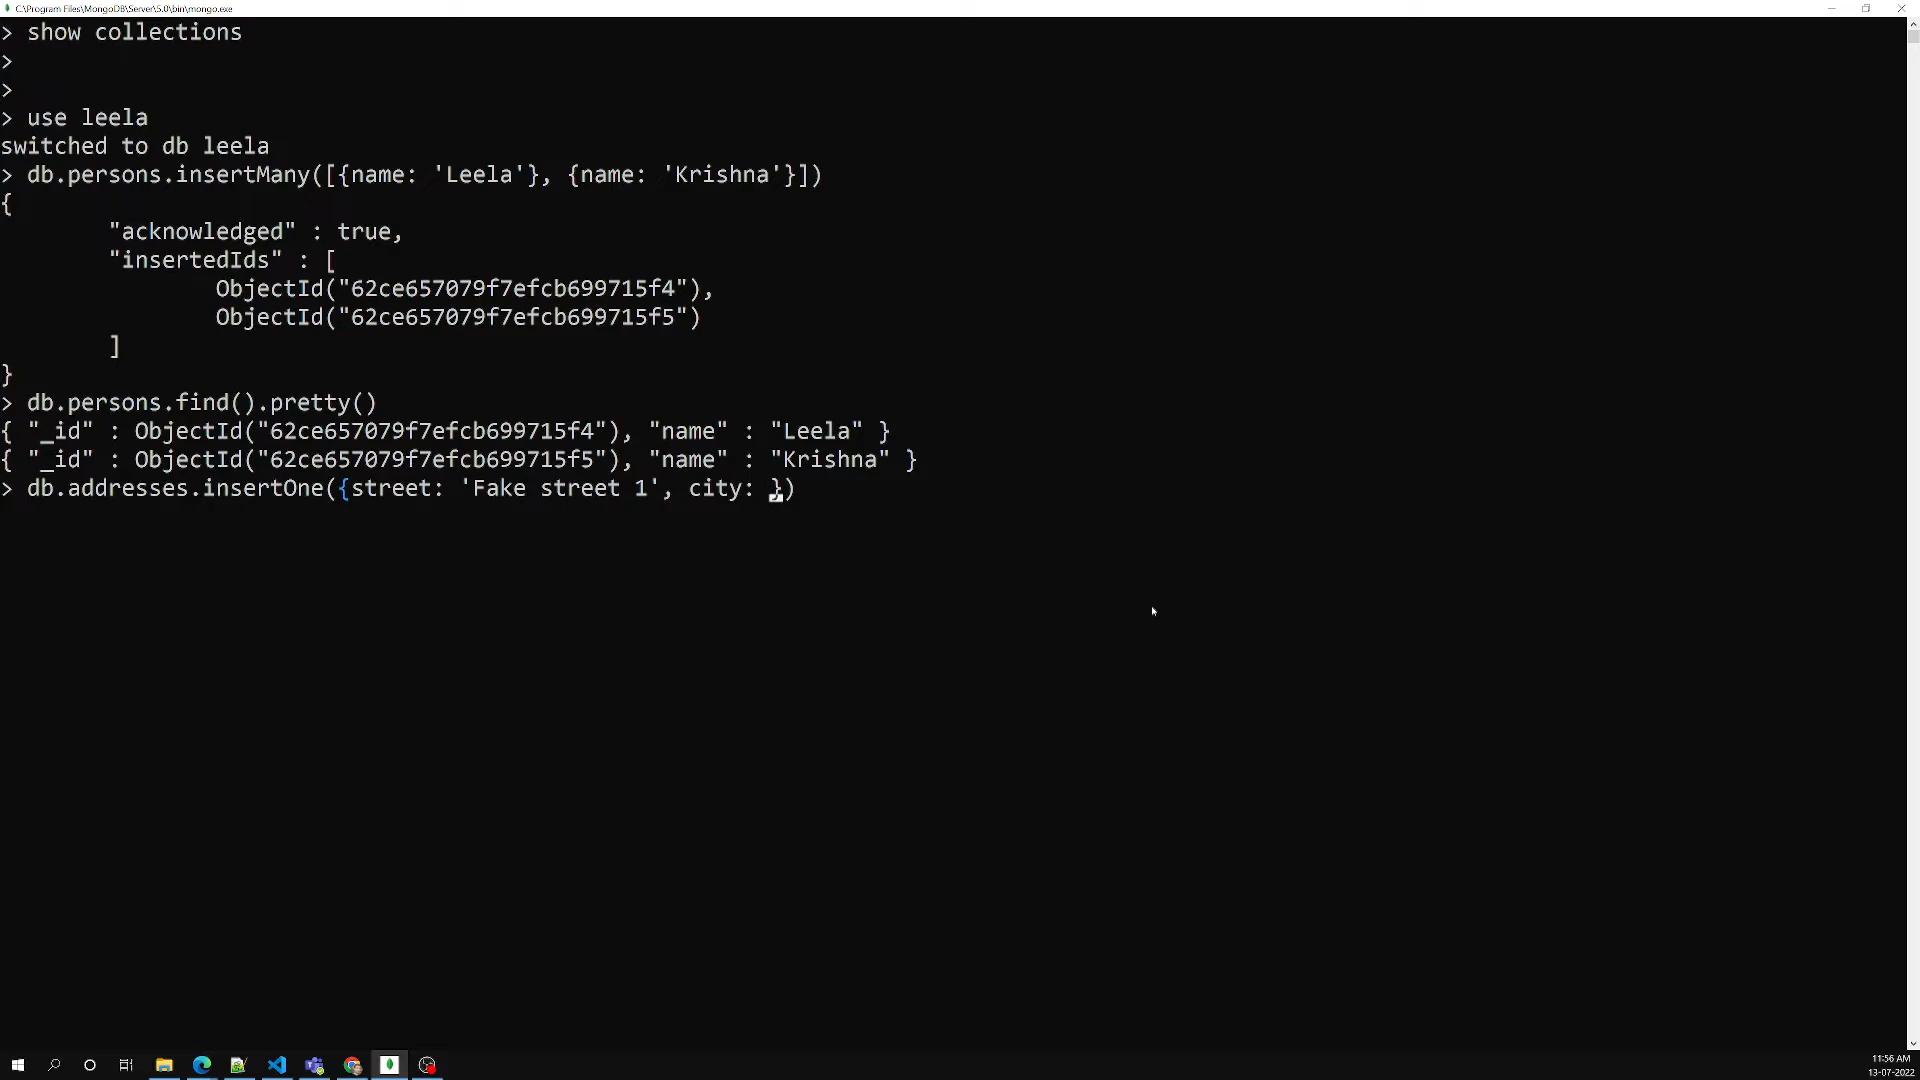 C:\Program Files\MongoDB\Server\5.0\bin\mongo.exe
> show collections
>
>
> use leela
switched to db leela
> db.persons.insertMany([{name: 'Leela'}, {name: 'Krishna'}])
{
        "acknowledged" : true,
        "insertedIds" : [
                ObjectId("62ce657079f7efcb699715f4"),
                ObjectId("62ce657079f7efcb699715f5")
        ]
}
> db.persons.find().pretty()
{ "_id" : ObjectId("62ce657079f7efcb699715f4"), "name" : "Leela" }
{ "_id" : ObjectId("62ce657079f7efcb699715f5"), "name" : "Krishna" }
> db.addresses.insertOne({street: 'Fake street 1', city: })
11:56 AM
13-07-2022